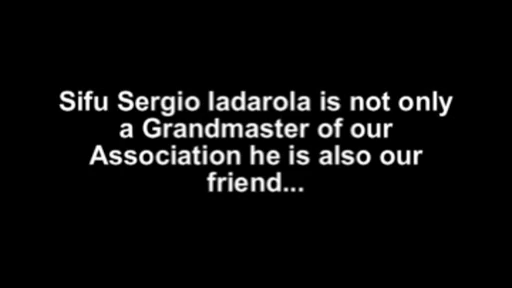 Sifu Sergio Iadarola is not only
a Grandmaster of our
Association he is also our
friend...